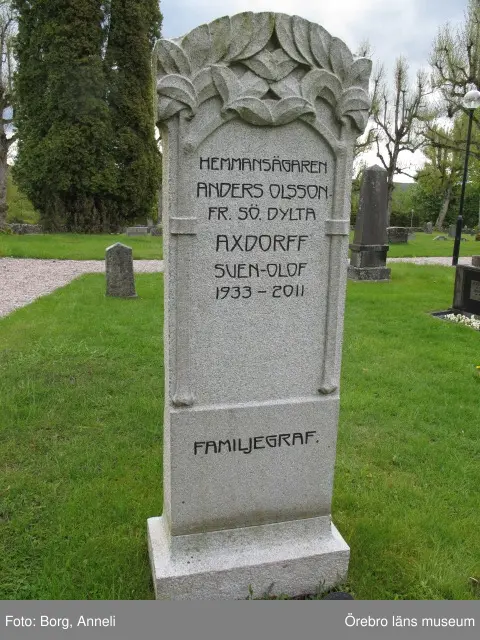 HEMMANSÄGAREN
ANDERS OLSSON.
FR. SÖ. DYLTA
AXDORFF
SVEN-OLOF
1933 - 2011
FAMILJEGRAF.
Foto: Borg, Anneli
Örebro läns museum